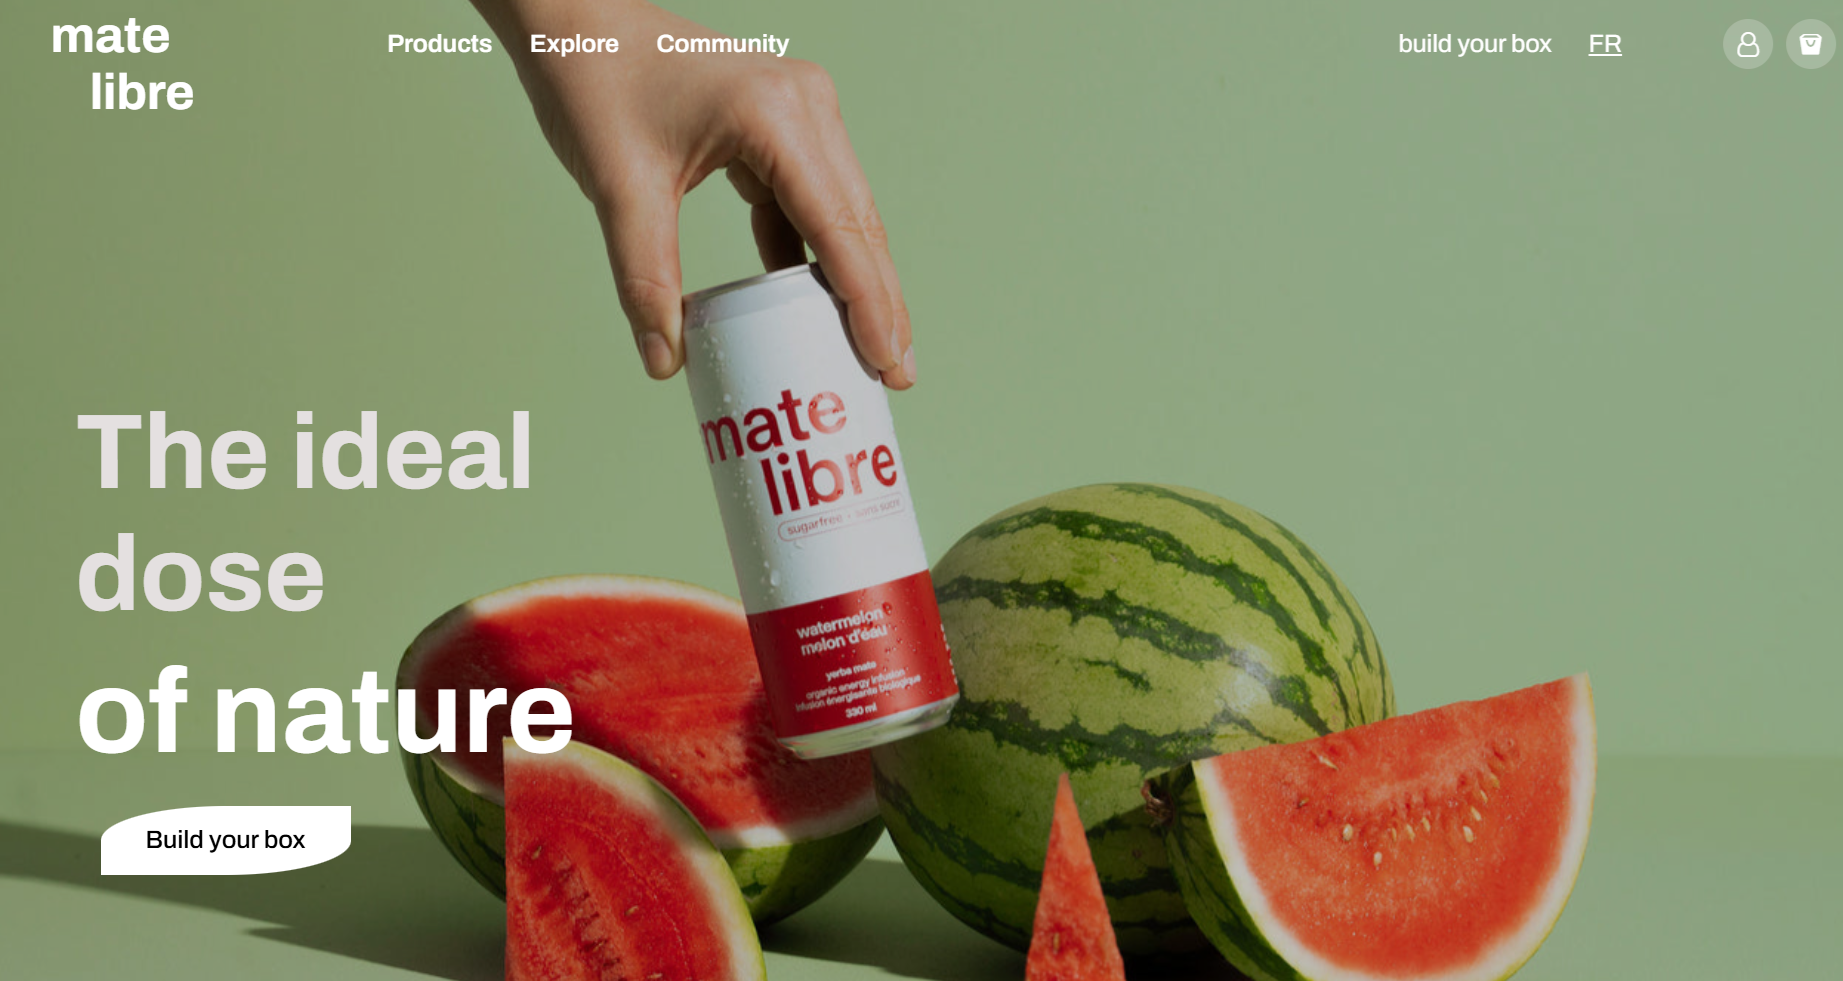 mate
libre
Products
Explore
Community
build your box
FR
The ideal
dose
of nature
Build your box
mate
libre
sugarfree • sans sucre
watermelon
melon d'eau
yerba mate
organic energy infusion
infusion énergisante biologique
330 ml